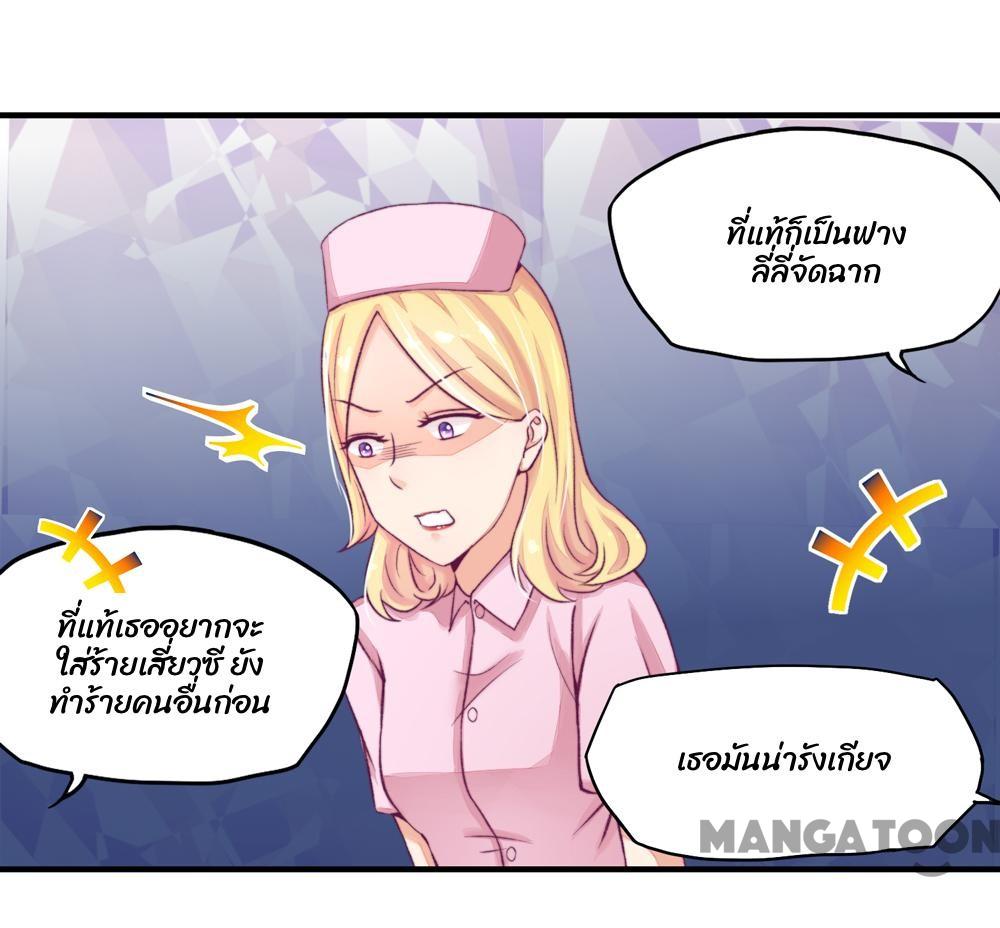 ที่แท้ก็เป็นฟาง
ลี่ลี่จัดฉาก
ที่แท้เธออยากจะ
ใส่ร้ายเสี่ยวซี ยัง
ทำร้ายคนอื่นก่อน
เธอมันน่ารังเกียจ
MANGATOON